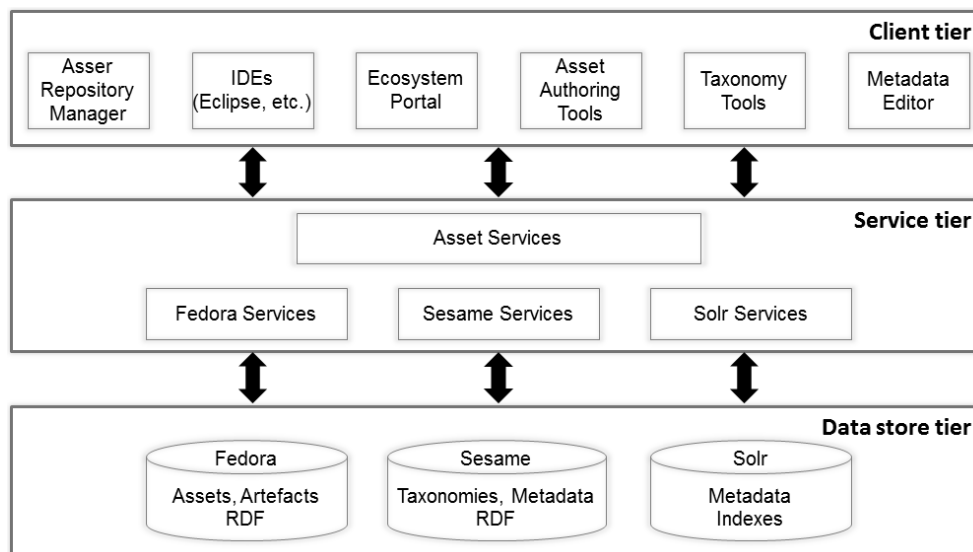 Client tier
Asser
Repository
Manager
IDEs
(Eclipse, etc.)
Ecosystem
Portal
Asset
Authoring
Tools
Taxonomy
Tools
Metadata
Editor
Service tier
Asset Services
Fedora Services
Sesame Services
Solr Services
Data store tier
Fedora
Assets, Artefacts
RDF
Sesame
Taxonomies, Metadata
RDF
Solr
Metadata
Indexes